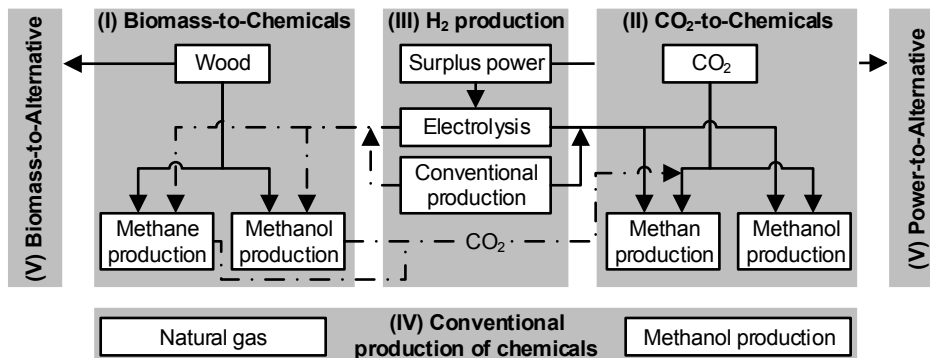 (I) Biomass-to-Chemicals
(III) H₂ production
(II) CO₂-to-Chemicals
(V) Biomass-to-Alternative
Wood
Surplus power
CO₂
(V) Power-to-Alternative
Electrolysis
Conventional
production
Methane
production
Methanol
production
CO₂
Methan
production
Methanol
production
Natural gas
(IV) Conventional
production of chemicals
Methanol production